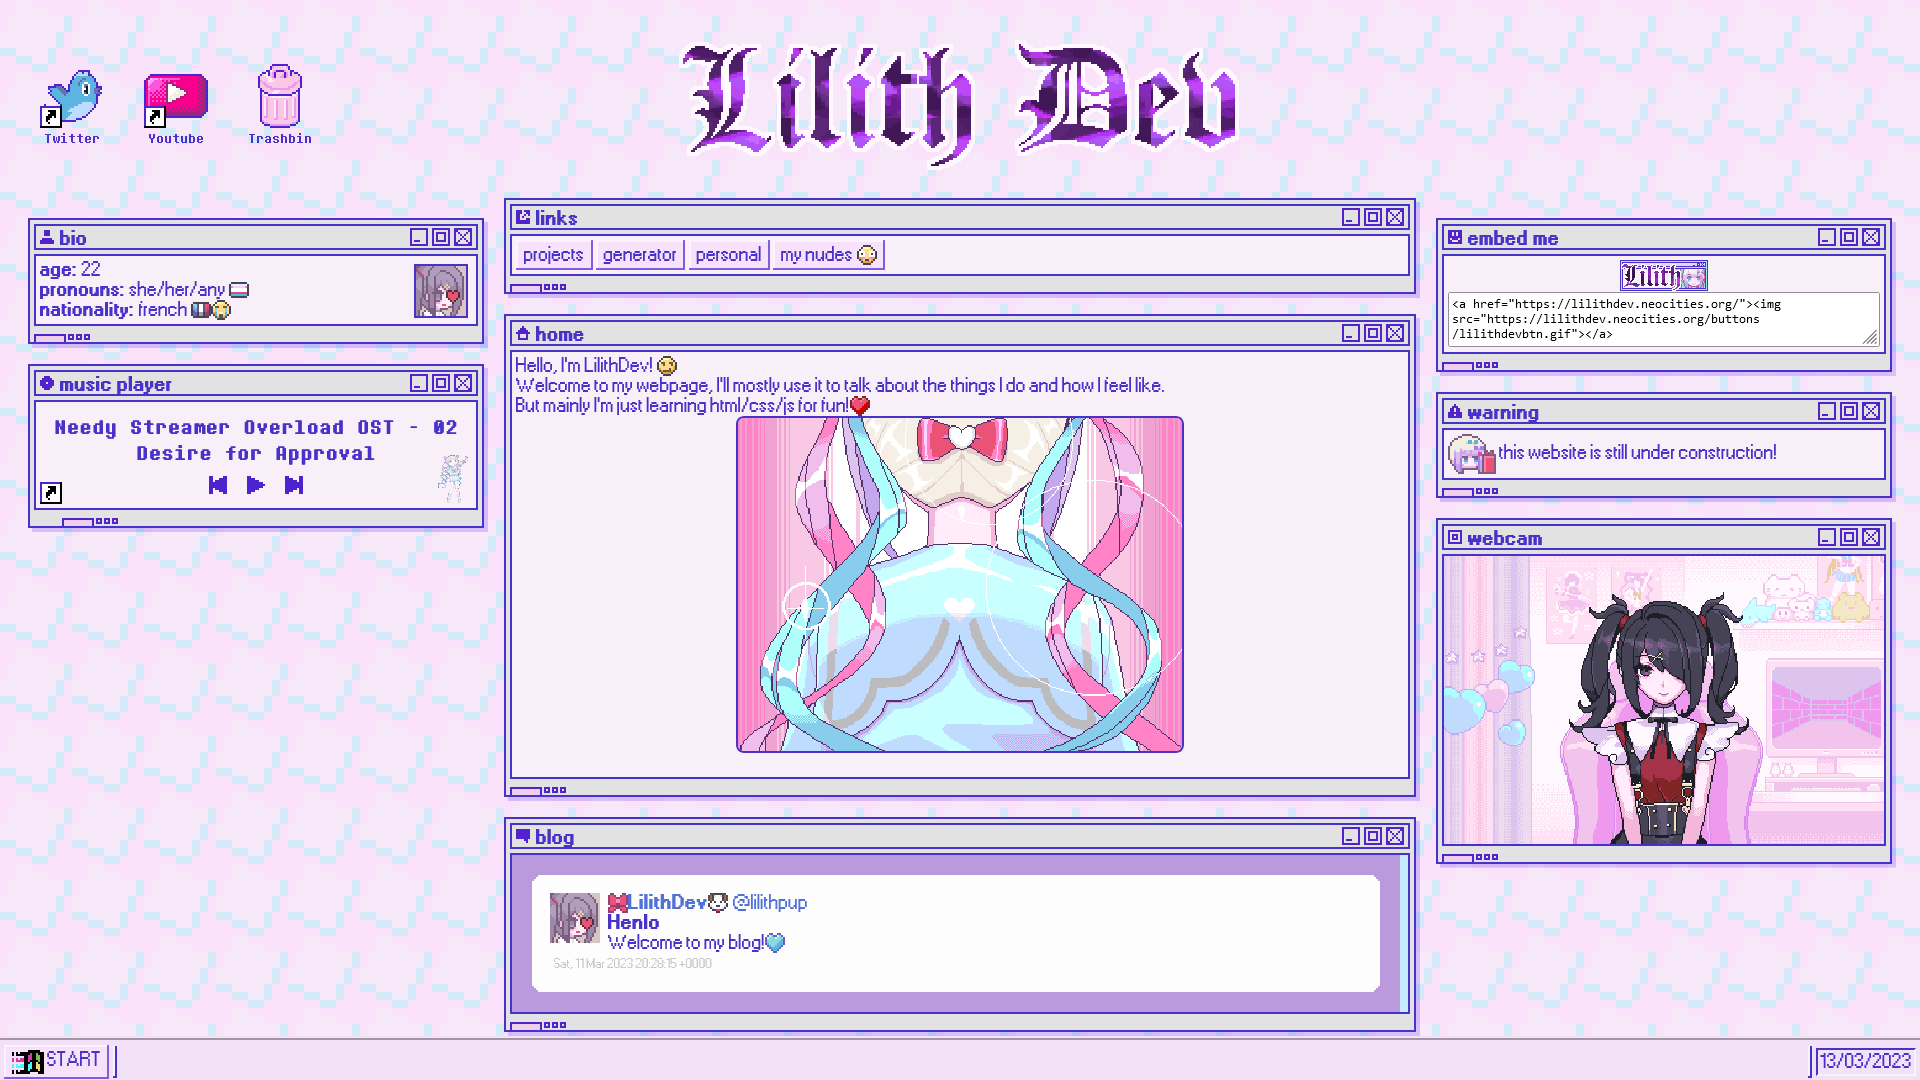 Lilith Dev
Twitter
Youtube
Trashbin
bio
age: 22
pronouns: she/her/any
nationality: french
music player
Needy Streamer Overload OST - 02
Desire for Approval
links
projects
generator
personal
my nudes
home
Hello, I'm LilithDev!
Welcome to my webpage, I'll mostly use it to talk about the things I do and how I feel like.
But mainly I'm just learning html/css/js for fun!
blog
LilithDev @lilithpup
Henlo
Welcome to my blog!
Sat, 11 Mar 2023 20:28:15 +0000
embed me
Lilith
<a href="https://lilithdev.neocities.org/"><img
src="https://lilithdev.neocities.org/buttons
/lilithdevbtn.gif"></a>
warning
this website is still under construction!
webcam
START
13/03/2023